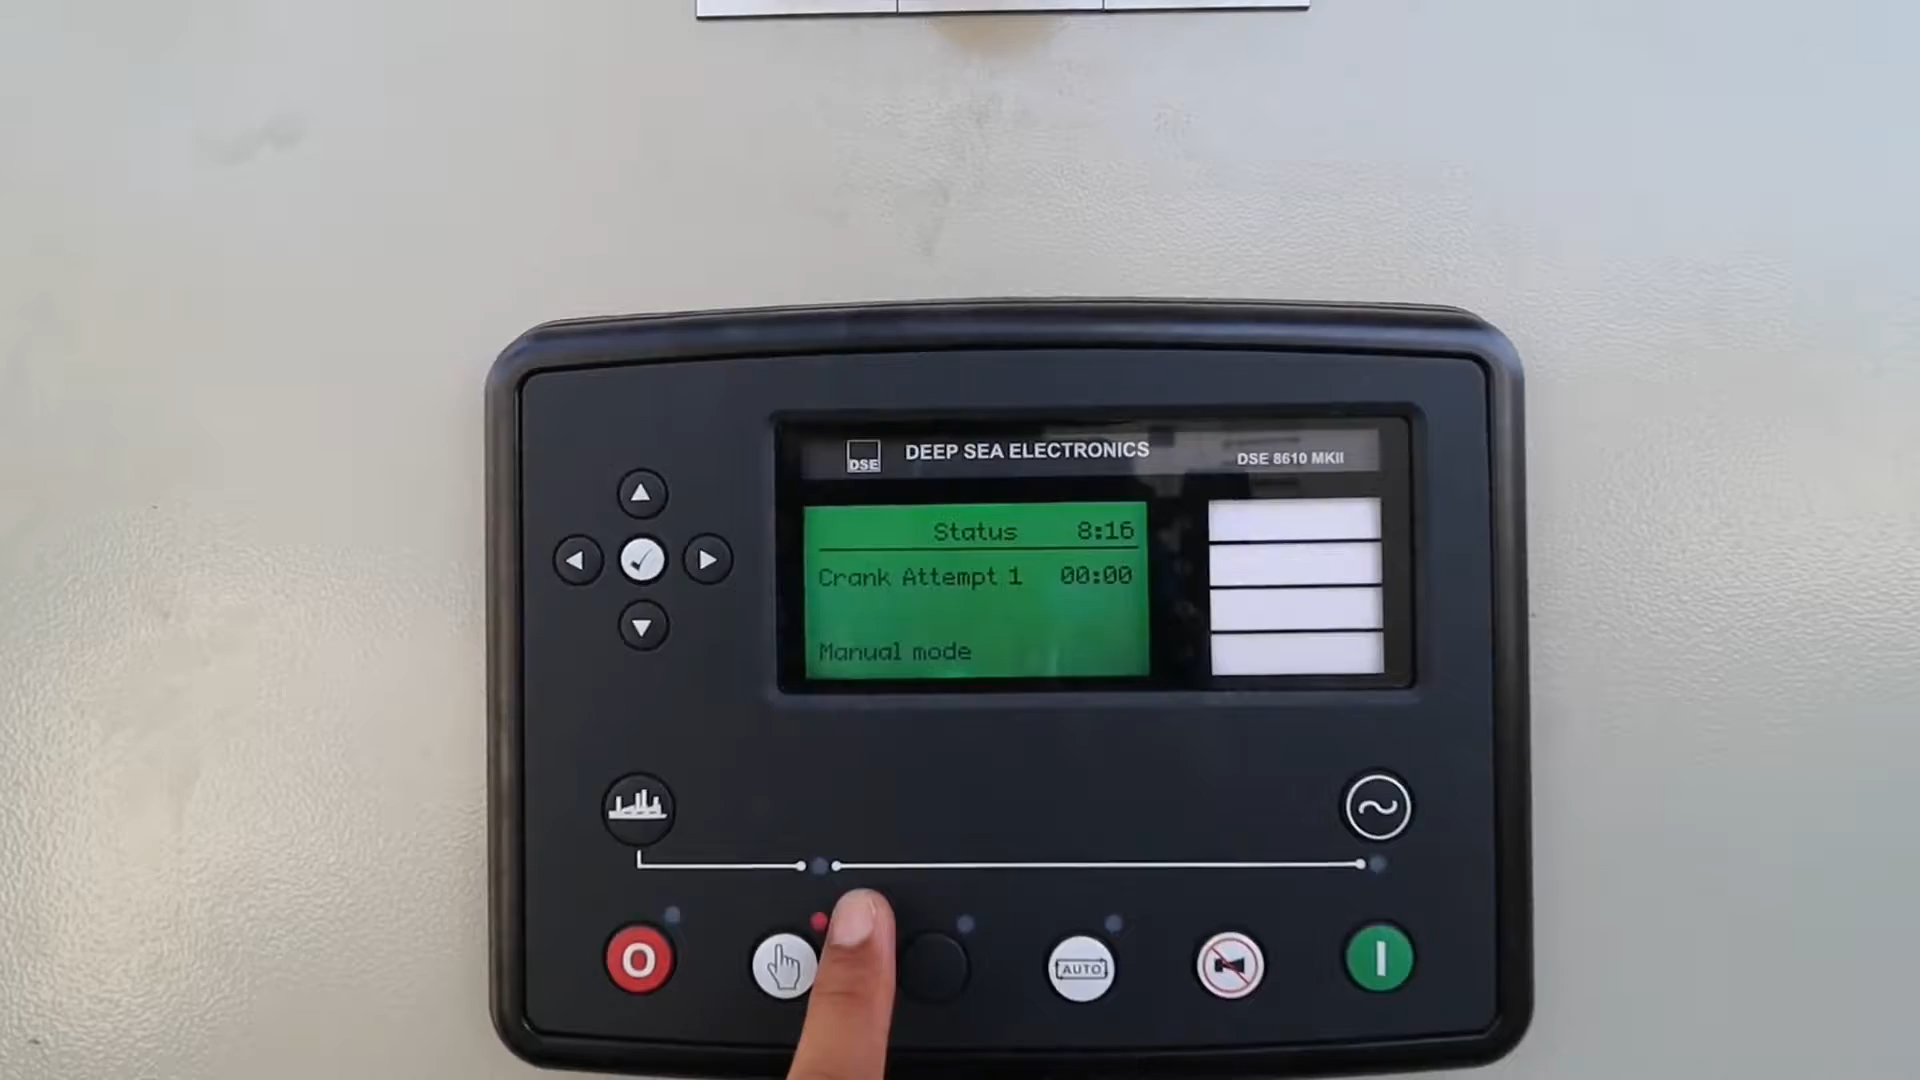 DSE DEEP SEA ELECTRONICS DSE 8610 MKII
Status 8:16
Crank Attempt 1 00:00
Manual mode
O AUTO I